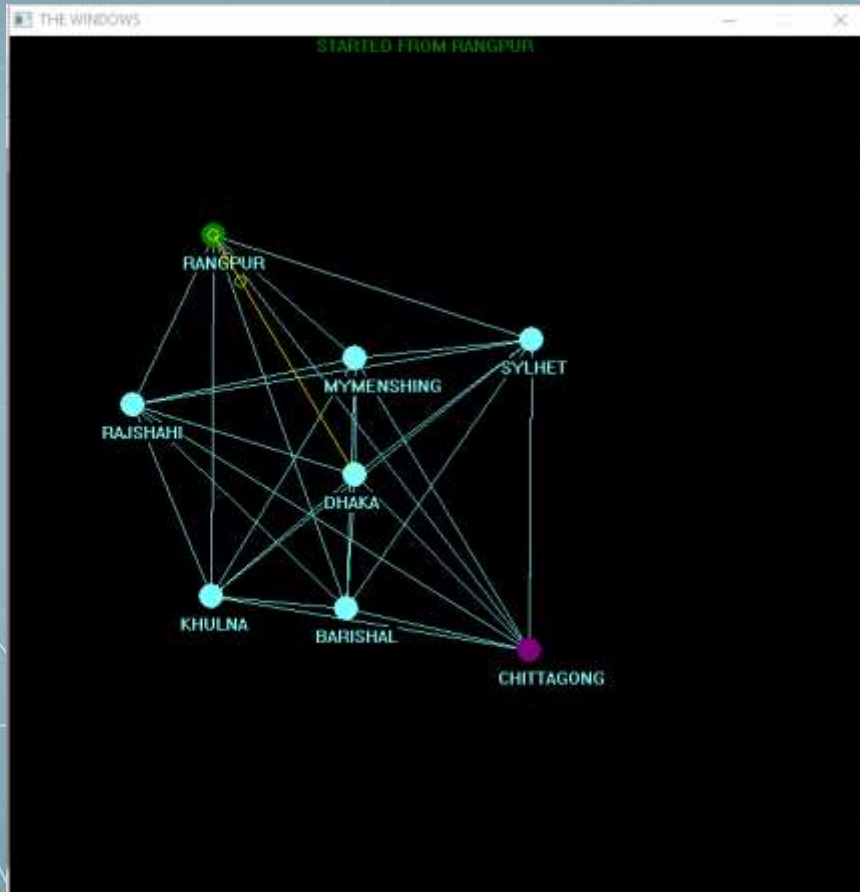 THE WINDOWS
STARTED FROM RANGPUR
RANGPUR
SYLHET
MYMENSHING
RAJSHAHI
DHAKA
KHULNA
BARISHAL
CHITTAGONG